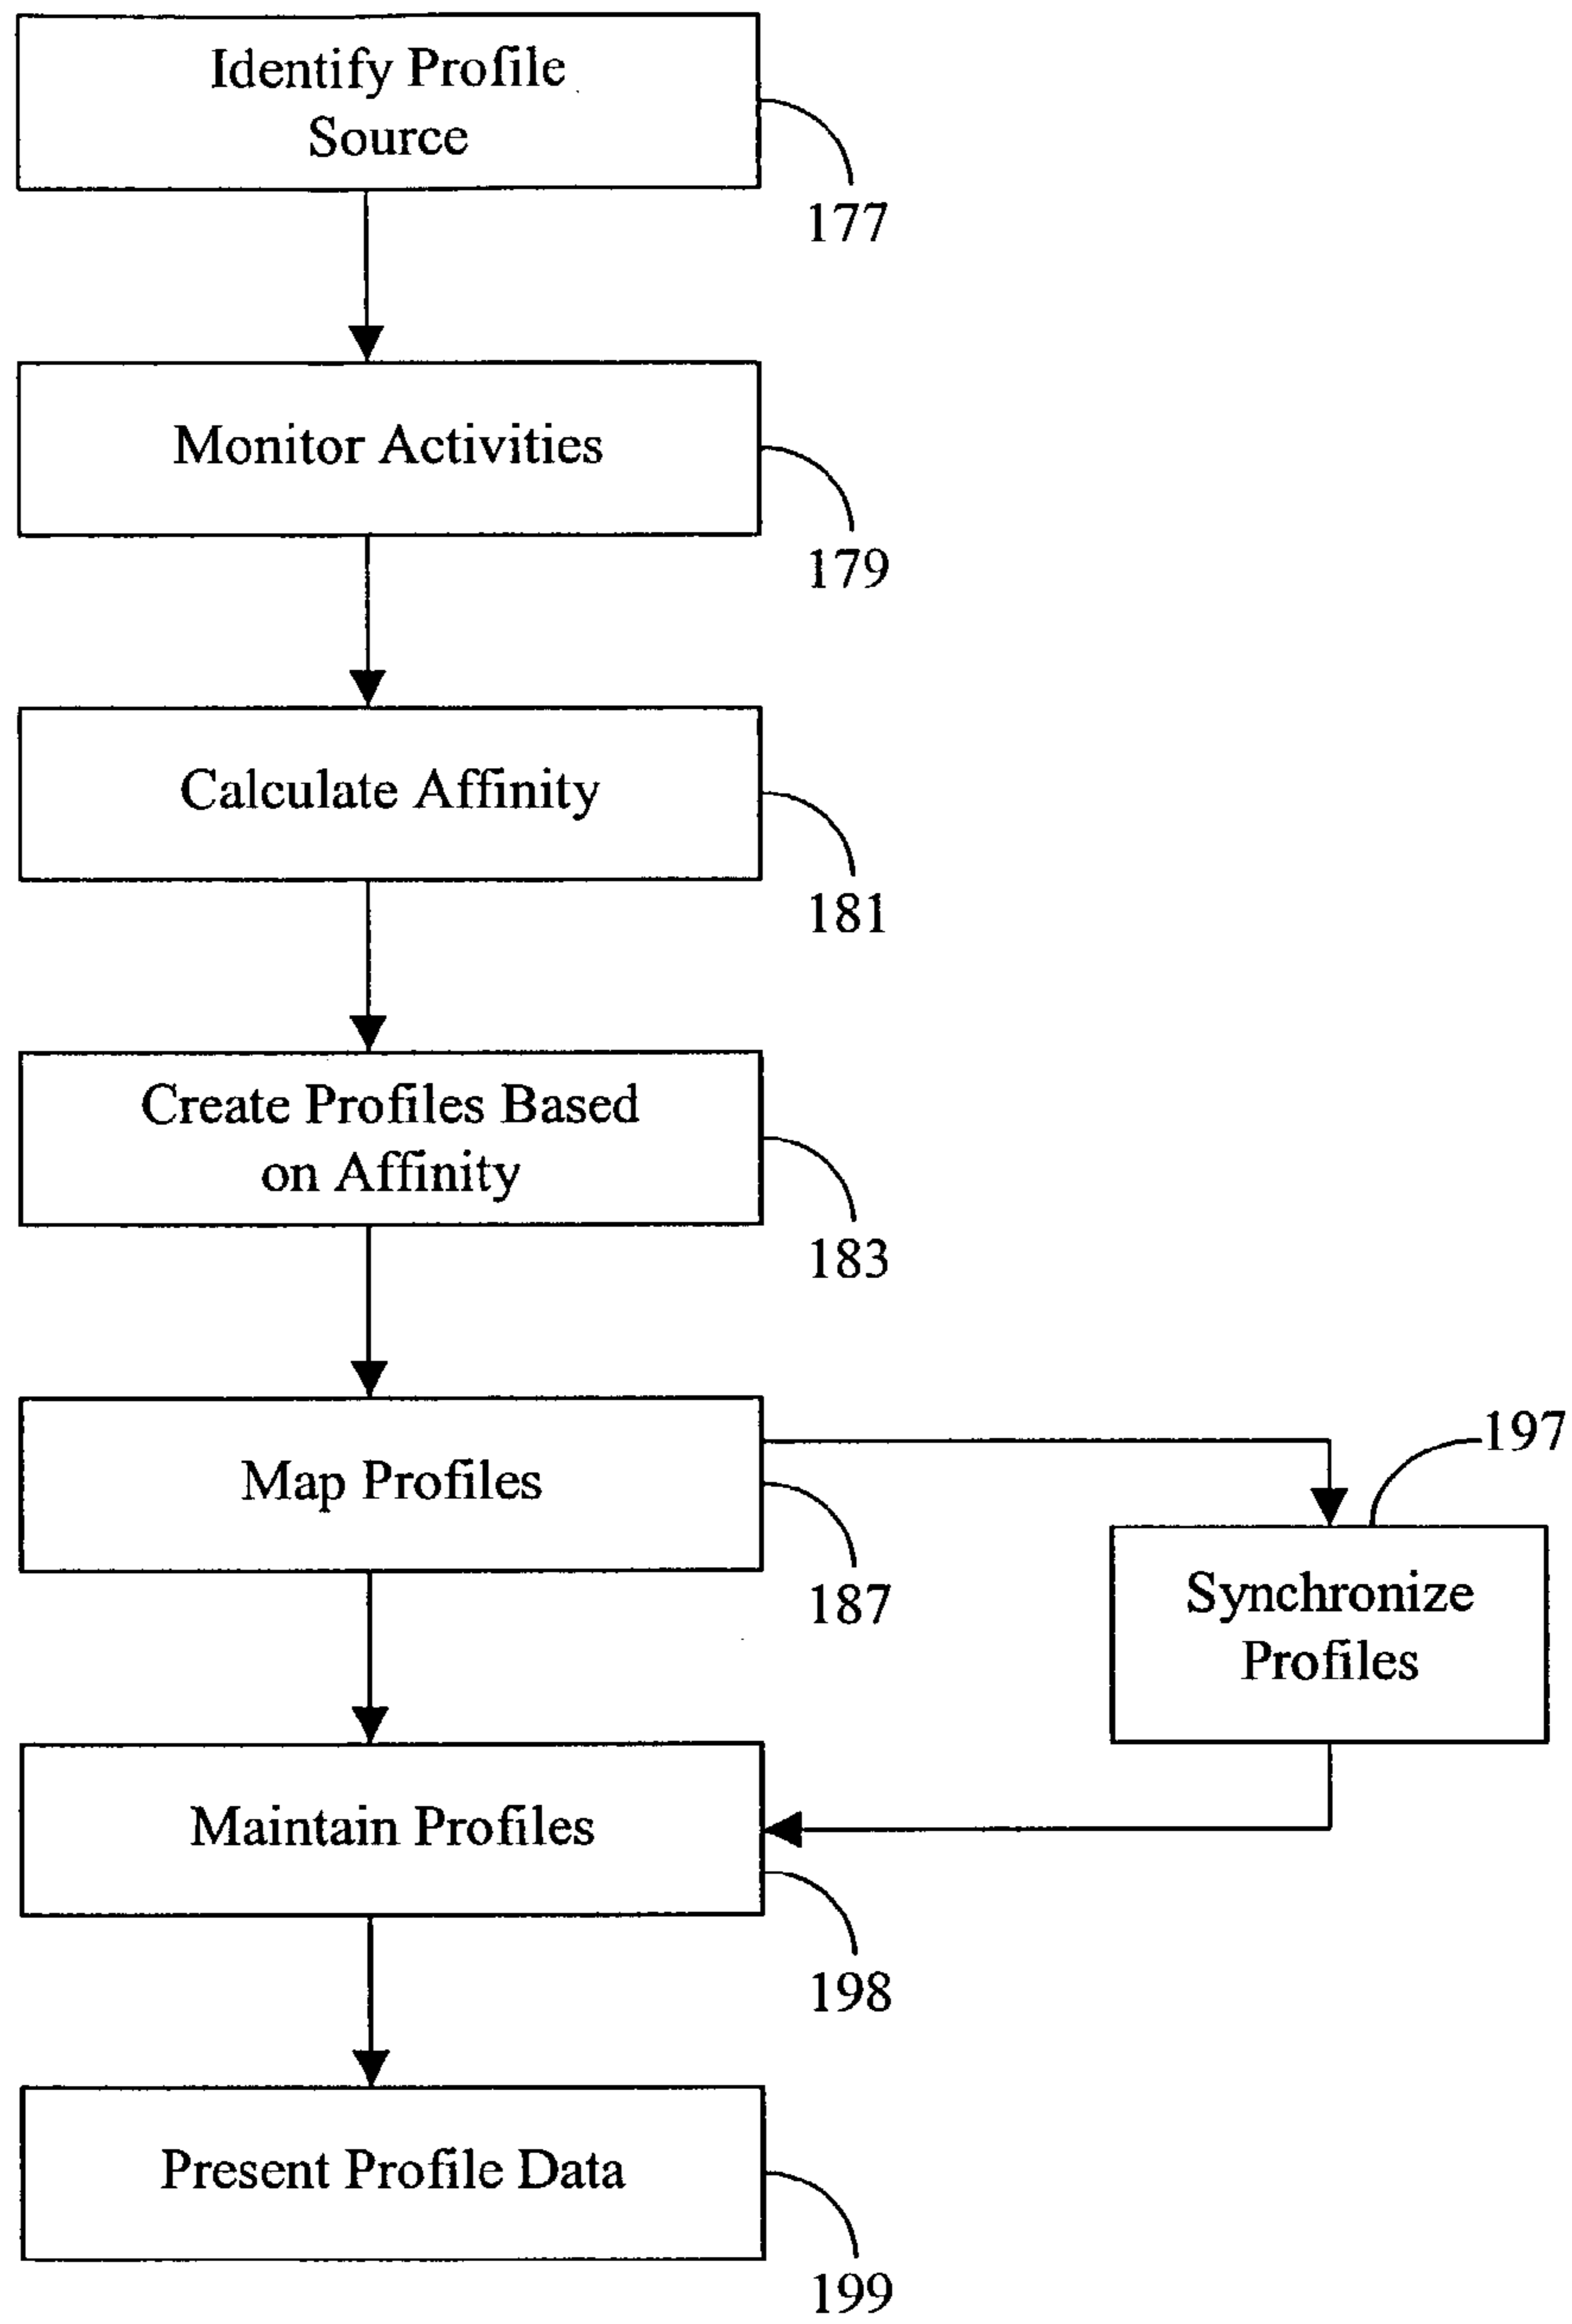 Identify Profile
Source
177
Monitor Activities
179
Calculate Affinity
181
Create Profiles Based
on Affinity
183
Map Profiles
187
197
Synchronize
Profiles
Maintain Profiles
198
Present Profile Data
199